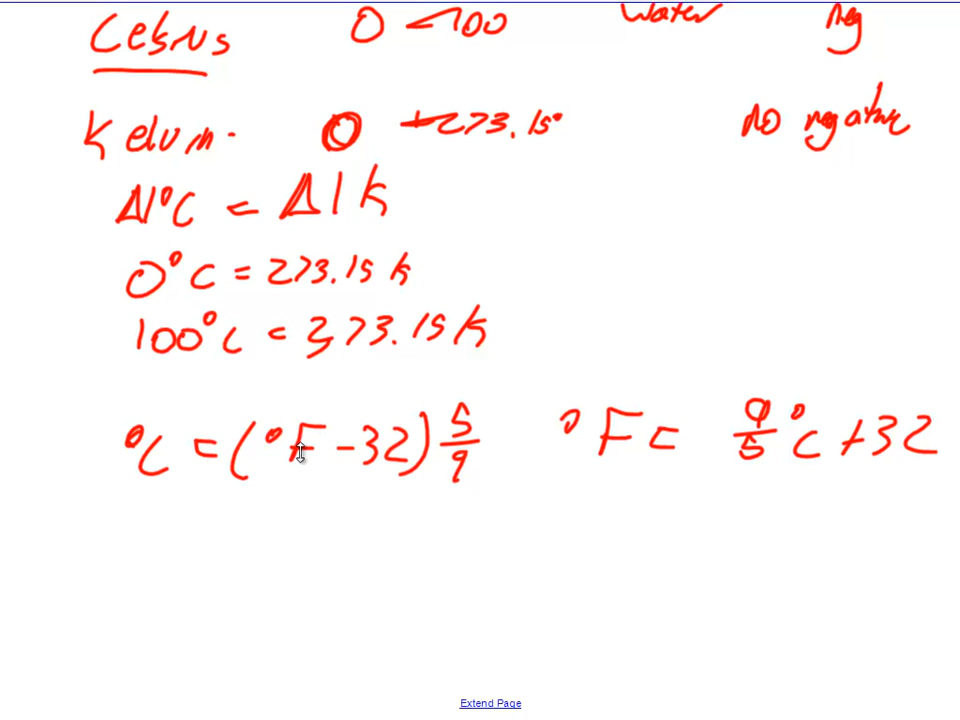 Celsius 0 - 100 Water neg
Kelvin. 0 - 273.15° no negative
Δ1°C = Δ1K
0°C = 273.15 K
100°C = 373.15 K
°C = (°F - 32) 5/9 °F = 9/5 °C + 32
Extend Page